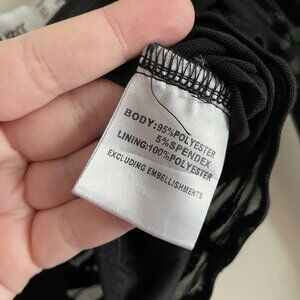 BODY:95%POLYESTER
5%SPENDEX
LINING:100%POLYESTER
EXCLUDING EMBELLISHMENTS